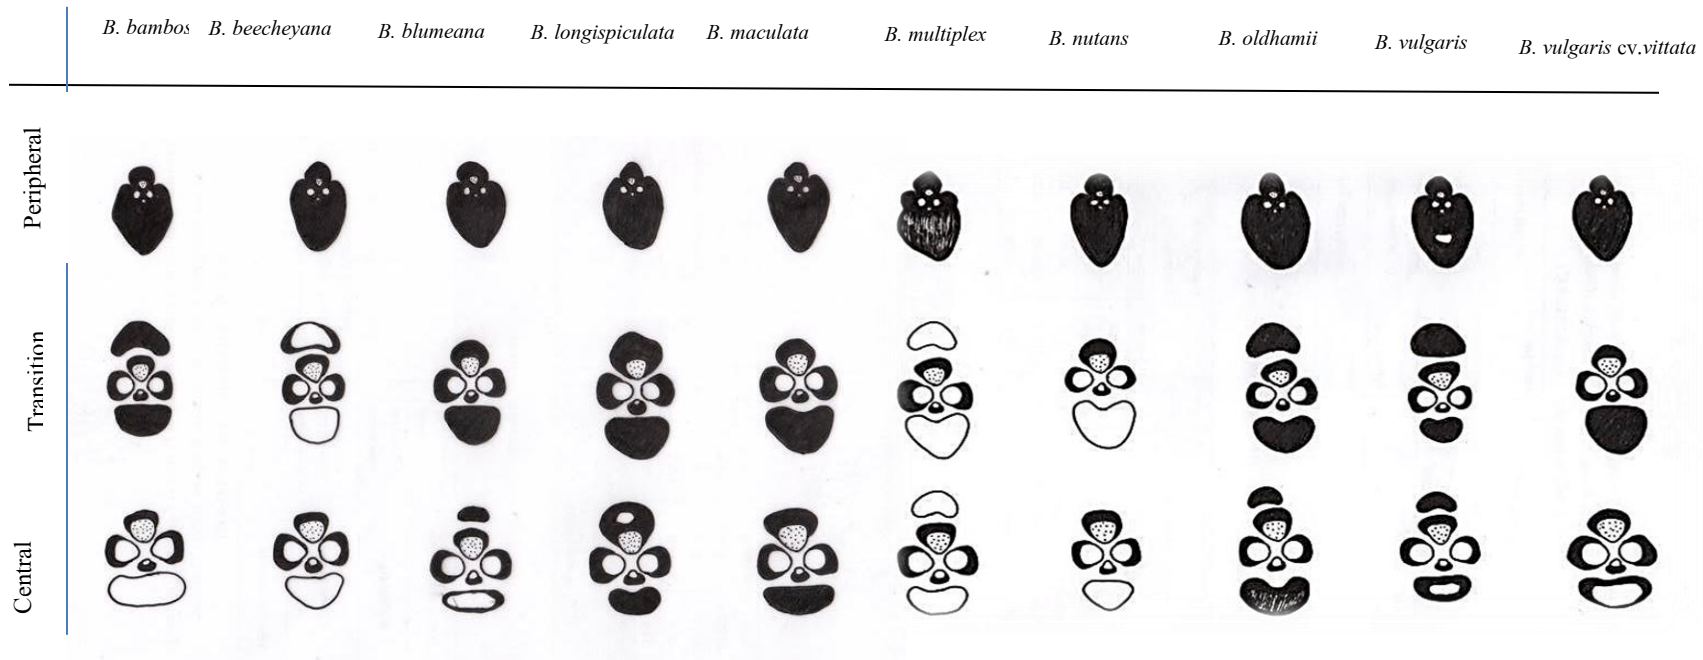 B. bambos B. beecheyana B. blumeana B. longispiculata B. maculata B. multiplex B. nutans B. oldhamii B. vulgaris B. vulgaris cv.vittata
Peripheral
Transition
Central